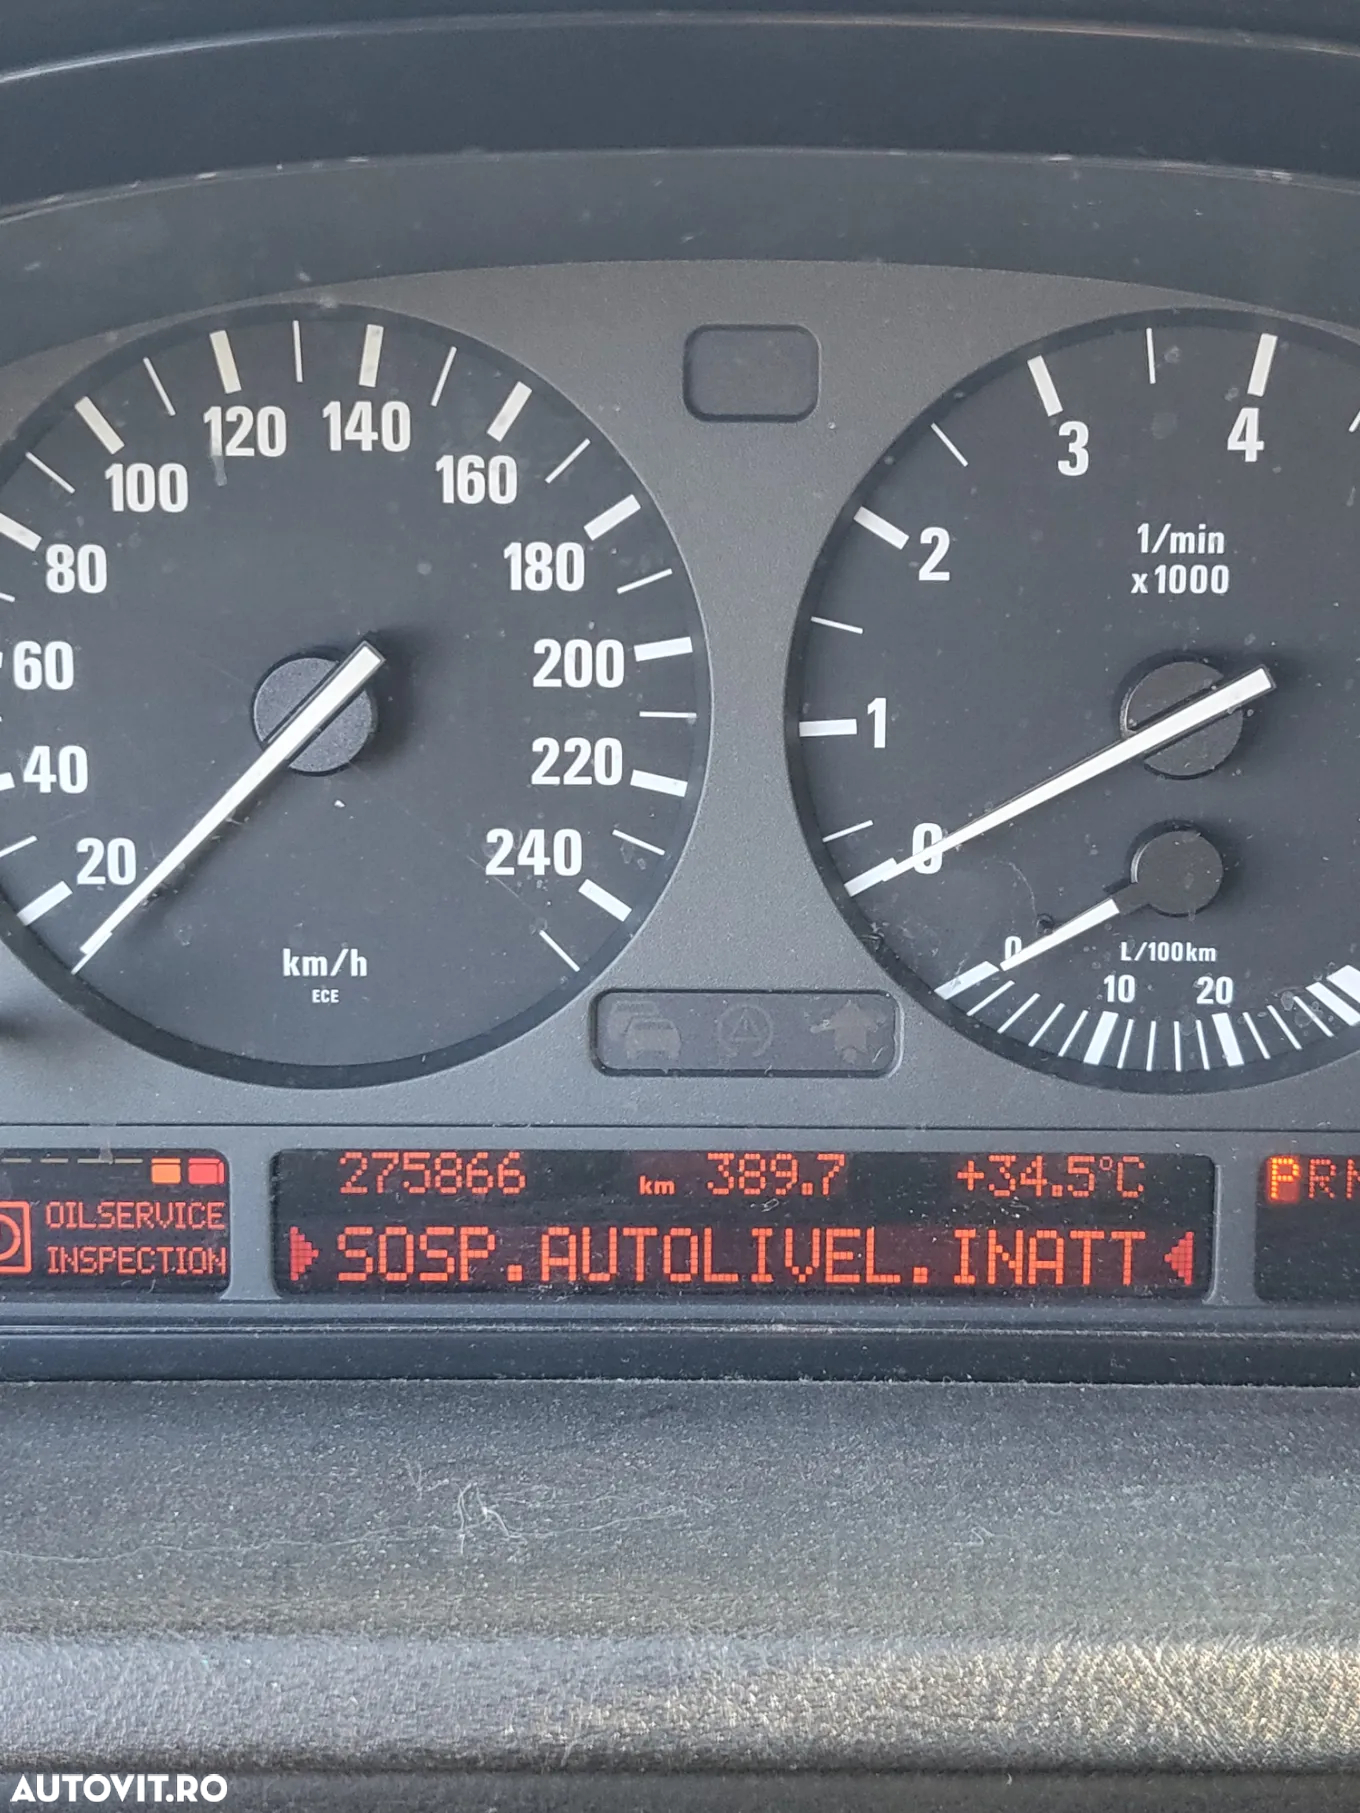 100 120 140 160
80 180
60 200
40 220
20 240
km/h
ECE
2 3 4
1/min
x 1000
1
0
0 L/100km
10 20
275866 km 389.7 +34.5°C
OILSERVICE
INSPECTION
SOSP.AUTOLIVEL.INATT
PRN
AUTOVIT.RO